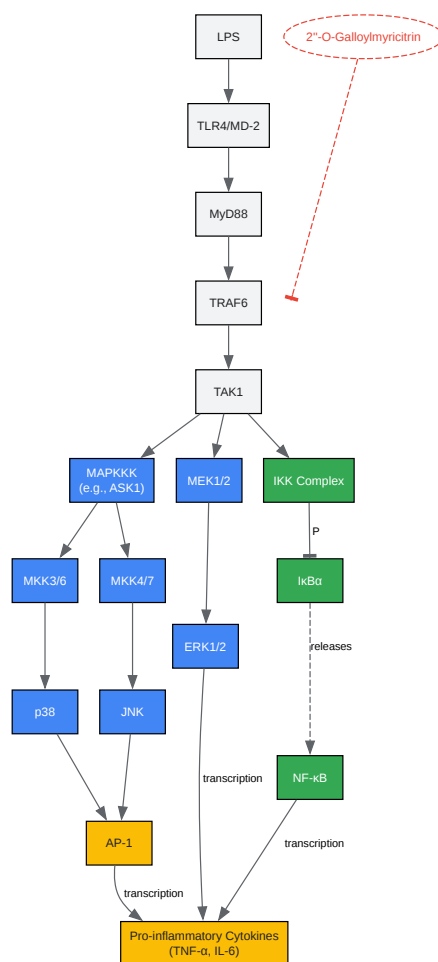 LPS
2''-O-Galloylmyricitrin
TLR4/MD-2
MyD88
TRAF6
TAK1
MAPKKK
(e.g., ASK1)
MEK1/2
IKK Complex
P
MKK3/6
MKK4/7
IκBα
ERK1/2
releases
p38
JNK
NF-κB
transcription
AP-1
transcription
transcription
Pro-inflammatory Cytokines
(TNF-α, IL-6)